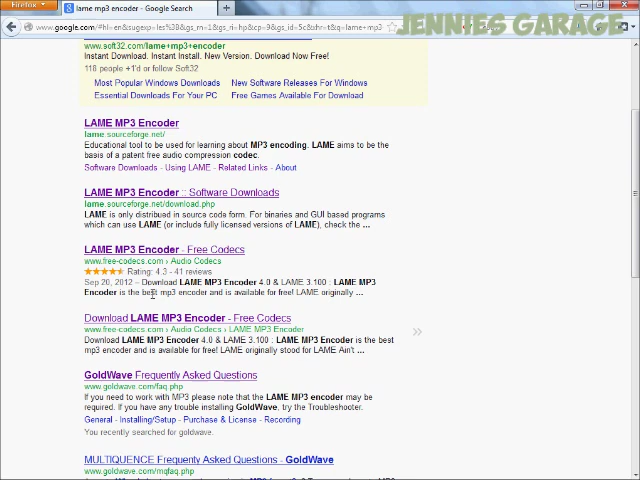 Firefox
lame mp3 encoder - Google Search
www.google.com/#hl=en&sugexp=les%3B&gs_rn=1&gs_ri=hp&cp=9&gs_id=5c&xhr=t&q=lame+mp3
JENNIES GARAGE
www.soft32.com/lame+mp3+encoder
Instant Download. Instant Install. New Version. Download Now Free!
118 people +1'd or follow Soft32
Most Popular Windows Downloads New Software Releases For Windows
Essential Downloads For Your PC Free Games Available For Download
LAME MP3 Encoder
lame.sourceforge.net/
Educational tool to be used for learning about MP3 encoding. LAME aims to be the
basis of a patent free audio compression codec.
Software Downloads - Using LAME - Related Links - About
LAME MP3 Encoder :: Software Downloads
lame.sourceforge.net/download.php
LAME is only distribued in source code form. For binaries and GUI based programs
which can use LAME (or include fully licensed versions of LAME), check the ...
LAME MP3 Encoder - Free Codecs
www.free-codecs.com › Audio Codecs
Rating: 4.3 - 41 reviews
Sep 20, 2012 – Download LAME MP3 Encoder 4.0 & LAME 3.100 : LAME MP3
Encoder is the best mp3 encoder and is available for free! LAME originally ...
Download LAME MP3 Encoder - Free Codecs
www.free-codecs.com › Audio Codecs › LAME MP3 Encoder
Download LAME MP3 Encoder 4.0 & LAME 3.100 : LAME MP3 Encoder is the best
mp3 encoder and is available for free! LAME originally stood for LAME Ain't ...
GoldWave Frequently Asked Questions
www.goldwave.com/faq.php
If you need to work with MP3 please note that the LAME MP3 encoder may be
required. If you have any trouble installing GoldWave, try the Troubleshooter.
General - Installing/Setup - Purchase & License - Recording
You recently searched for goldwave.
MULTIQUENCE Frequenty Asked Questions - GoldWave
www.goldwave.com/mqfaq.php